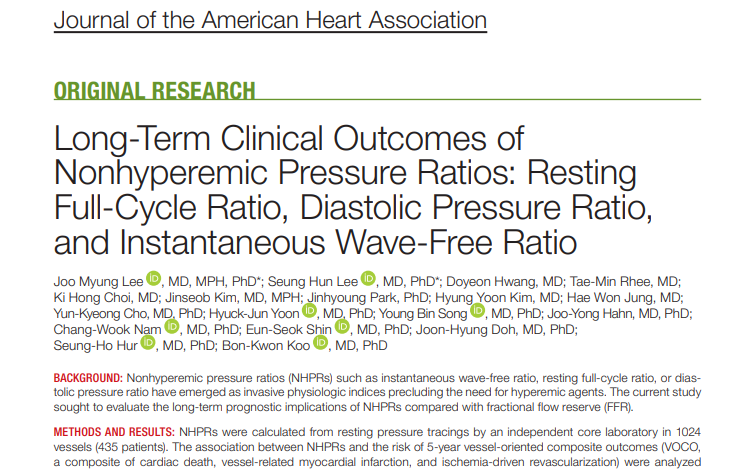 Journal of the American Heart Association
ORIGINAL RESEARCH
Long-Term Clinical Outcomes of
Nonhyperemic Pressure Ratios: Resting
Full-Cycle Ratio, Diastolic Pressure Ratio,
and Instantaneous Wave-Free Ratio
Joo Myung Lee iD, MD, MPH, PhD*; Seung Hun Lee iD, MD, PhD*; Doyeon Hwang, MD; Tae-Min Rhee, MD;
Ki Hong Choi, MD; Jinseob Kim, MD, MPH; Jinhyoung Park, PhD; Hyung Yoon Kim, MD; Hae Won Jung, MD;
Yun-Kyeong Cho, MD, PhD; Hyuck-Jun Yoon iD, MD, PhD; Young Bin Song iD, MD, PhD; Joo-Yong Hahn, MD, PhD;
Chang-Wook Nam iD, MD, PhD; Eun-Seok Shin iD, MD, PhD; Joon-Hyung Doh, MD, PhD;
Seung-Ho Hur iD, MD, PhD; Bon-Kwon Koo iD, MD, PhD
BACKGROUND: Nonhyperemic pressure ratios (NHPRs) such as instantaneous wave-free ratio, resting full-cycle ratio, or dias-
tolic pressure ratio have emerged as invasive physiologic indices precluding the need for hyperemic agents. The current study
sought to evaluate the long-term prognostic implications of NHPRs compared with fractional flow reserve (FFR).
METHODS AND RESULTS: NHPRs were calculated from resting pressure tracings by an independent core laboratory in 1024
vessels (435 patients). The association between NHPRs and the risk of 5-year vessel-oriented composite outcomes (VOCO,
a composite of cardiac death, vessel-related myocardial infarction, and ischemia-driven revascularization) were analyzed